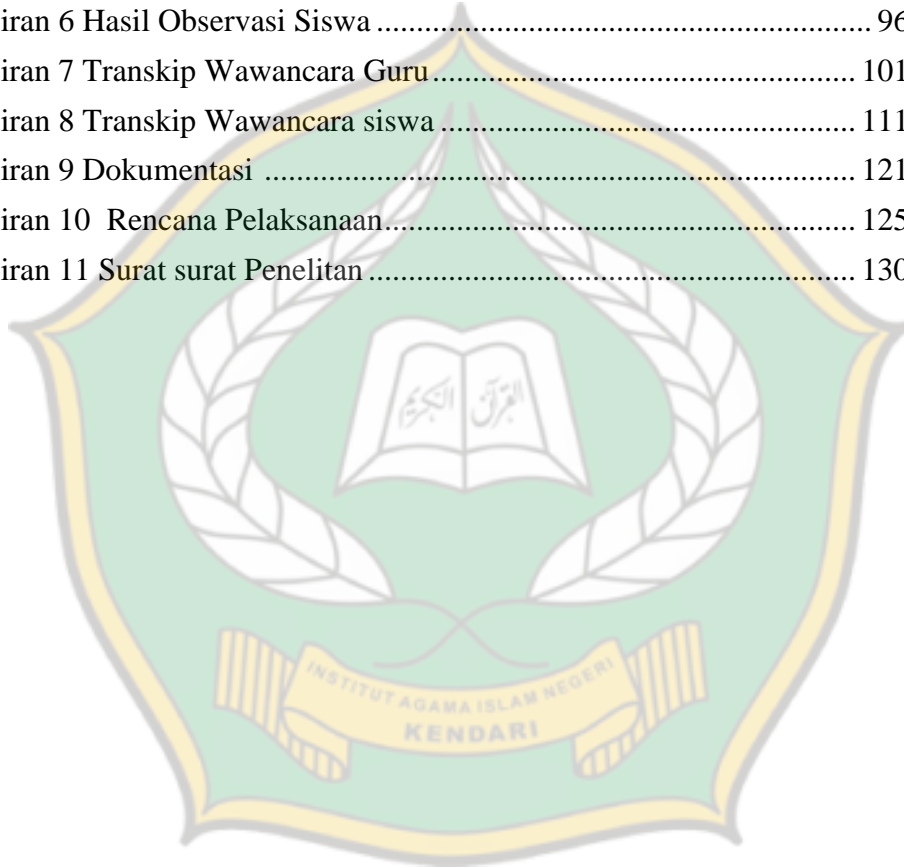 iran 6 Hasil Observasi Siswa ........................................................................ 96
iran 7 Transkip Wawancara Guru ............................................................. 101
iran 8 Transkip Wawancara siswa ............................................................ 111
iran 9 Dokumentasi ..................................................................................... 121
iran 10  Rencana Pelaksanaan .................................................................... 125
iran 11 Surat surat Penelitan ...................................................................... 130
القرآن الكريم
INSTITUT AGAMA ISLAM NEGERI
KENDARI